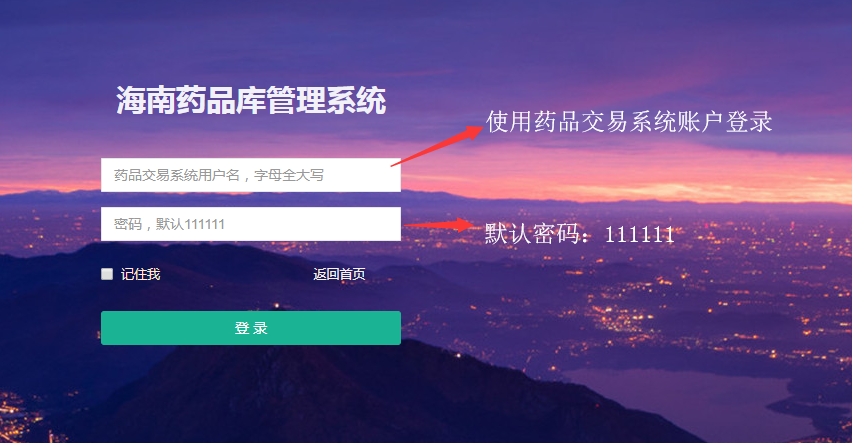 海南药品库管理系统
使用药品交易系统账户登录
药品交易系统用户名，字母全大写
密码，默认111111
默认密码：111111
记住我 返回首页
登 录